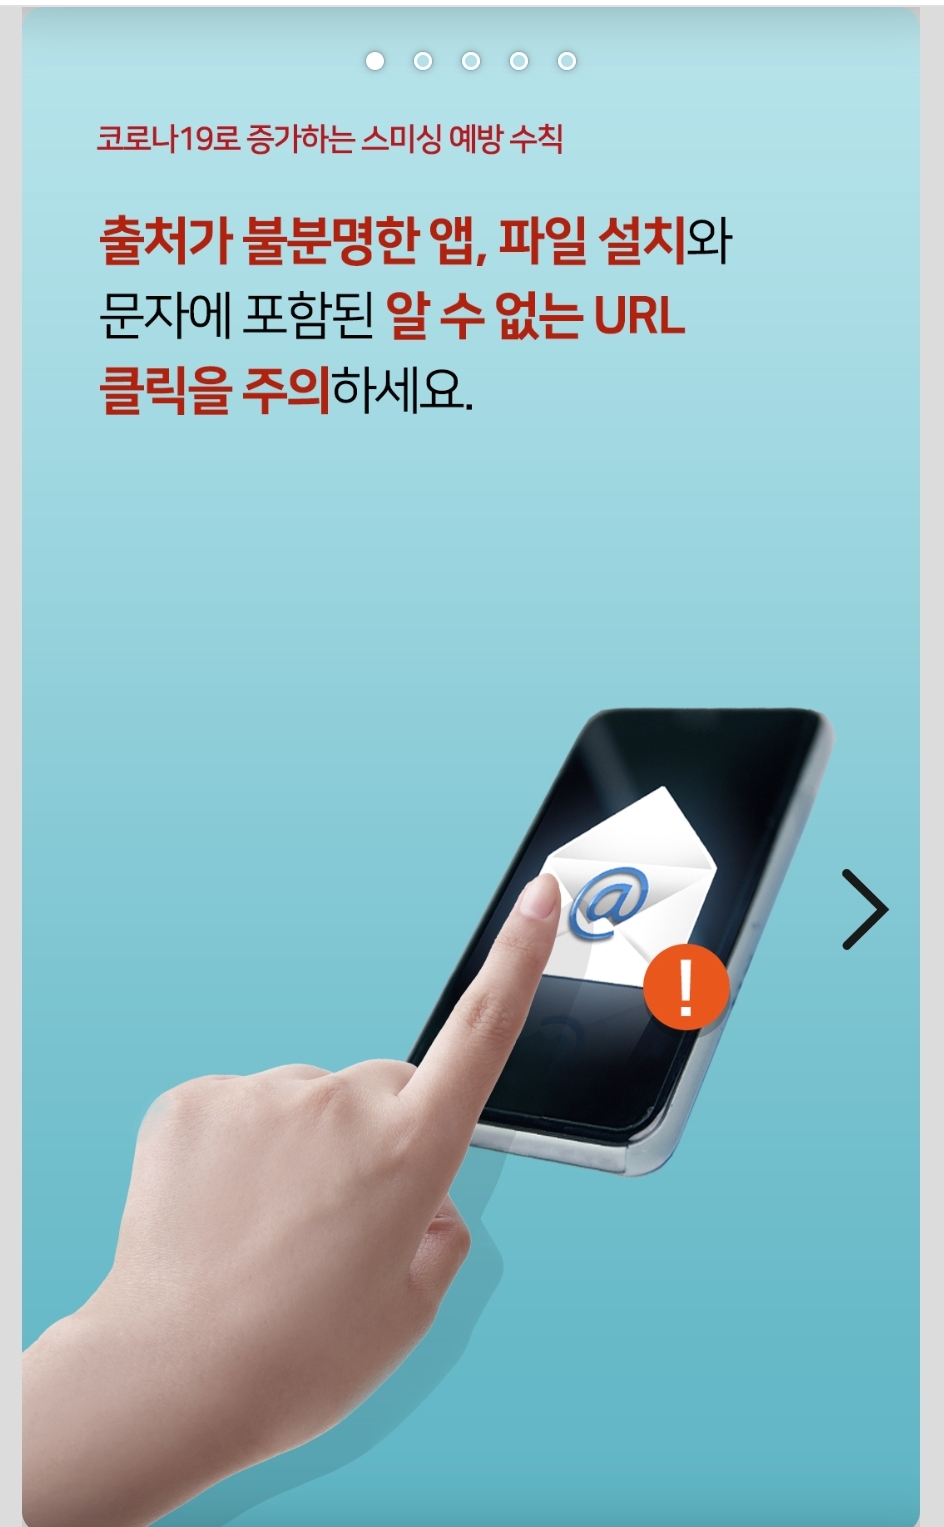 코로나19로 증가하는 스미싱 예방 수칙
출처가 불분명한 앱, 파일 설치와
문자에 포함된 알 수 없는 URL
클릭을 주의하세요.
@
!